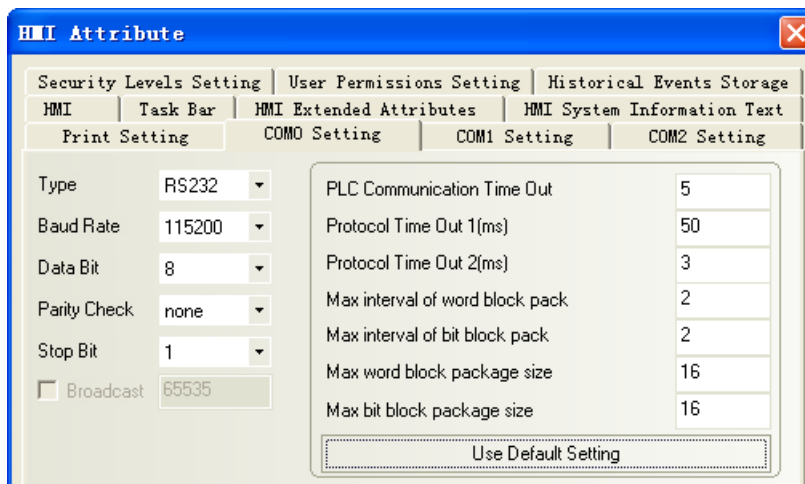 HMI Attribute
Security Levels Setting User Permissions Setting Historical Events Storage
HMI Task Bar HMI Extended Attributes HMI System Information Text
Print Setting COM0 Setting COM1 Setting COM2 Setting
Type RS232
Baud Rate 115200
Data Bit 8
Parity Check none
Stop Bit 1
Broadcast 65535
PLC Communication Time Out 5
Protocol Time Out 1(ms) 50
Protocol Time Out 2(ms) 3
Max interval of word block pack 2
Max interval of bit block pack 2
Max word block package size 16
Max bit block package size 16
Use Default Setting